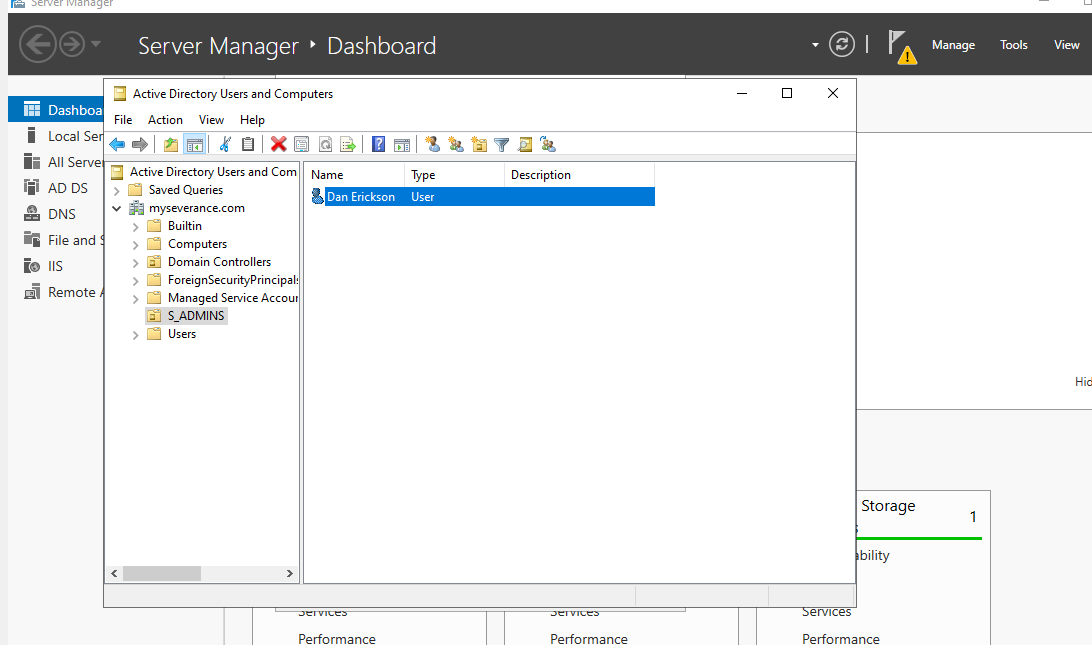 Server Manager
Server Manager ‣ Dashboard
Manage Tools View
Dashboa
Local Ser
All Server
AD DS
DNS
File and S
IIS
Remote A
Active Directory Users and Computers
File Action View Help
Active Directory Users and Com
Saved Queries
myseverance.com
Builtin
Computers
Domain Controllers
ForeignSecurityPrincipals
Managed Service Accour
S_ADMINS
Users
Name Type Description
Dan Erickson User
Hid
Storage
1
s
ability
Services
Performance
Services
Performance
Services
Performance